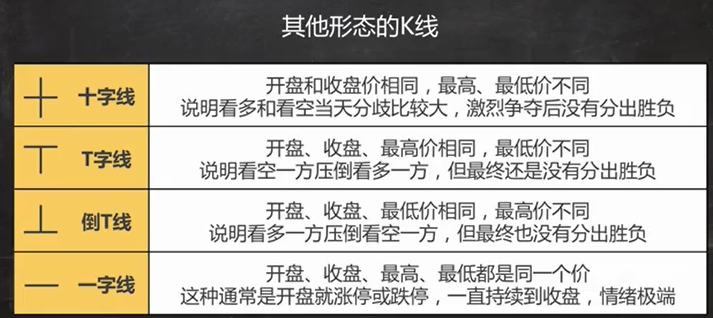 其他形态的K线
十字线
开盘和收盘价相同，最高、最低价不同
说明看多和看空当天分歧比较大，激烈争夺后没有分出胜负
T字线
开盘、收盘、最高价相同，最低价不同
说明看空一方压倒看多一方，但最终还是没有分出胜负
倒T线
开盘、收盘、最低价相同，最高价不同
说明看多一方压倒看空一方，但最终也没有分出胜负
一字线
开盘、收盘、最高、最低都是同一个价
这种通常是开盘就涨停或跌停，一直持续到收盘，情绪极端